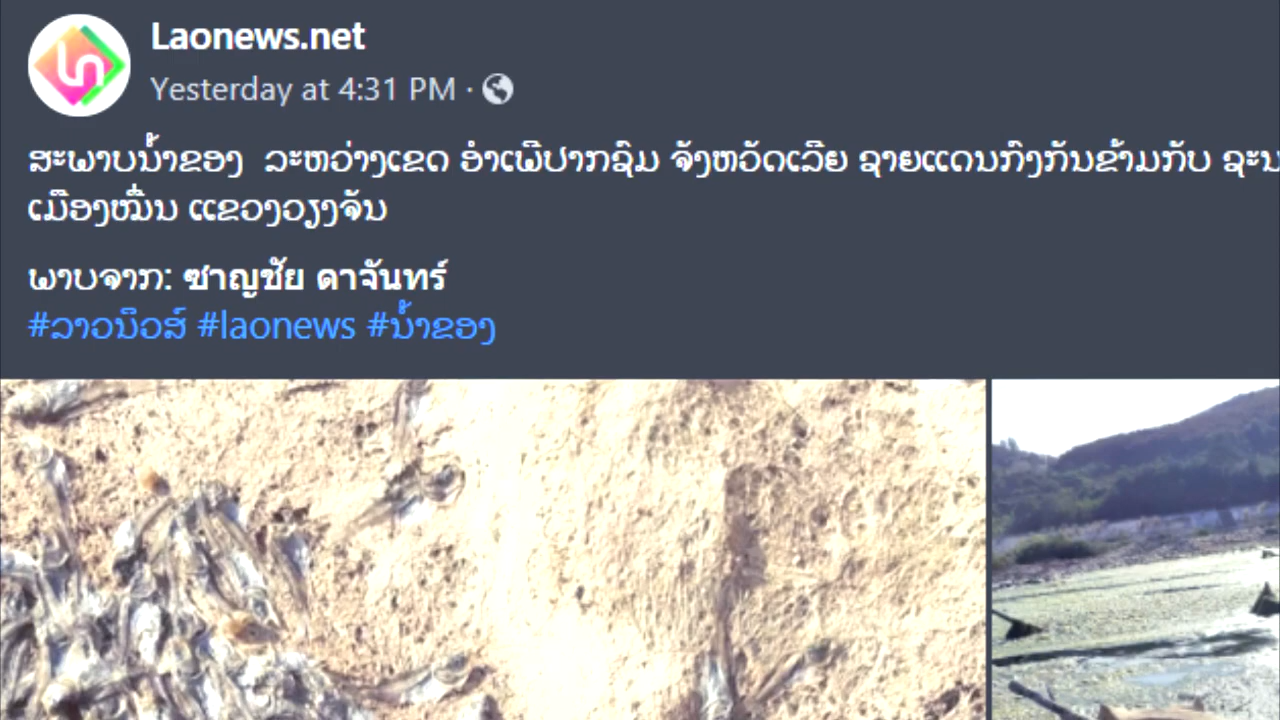 Laonews.net
Yesterday at 4:31 PM ·
ສະພາບນ້ຳຂອງ ລະຫວ່າງເຂດ ອຳເພີປາກຊົມ ຈັງຫວັດເລີຍ ຊາຍແດນກົງກັນຂ້າມກັບ ຊະນ
ເມືອງໝື່ນ ແຂວງວຽງຈັນ
ພາບຈາກ: ชาญชัย ดาจันทร์
#ລາວນິວສ໌ #laonews #ນ້ຳຂອງ